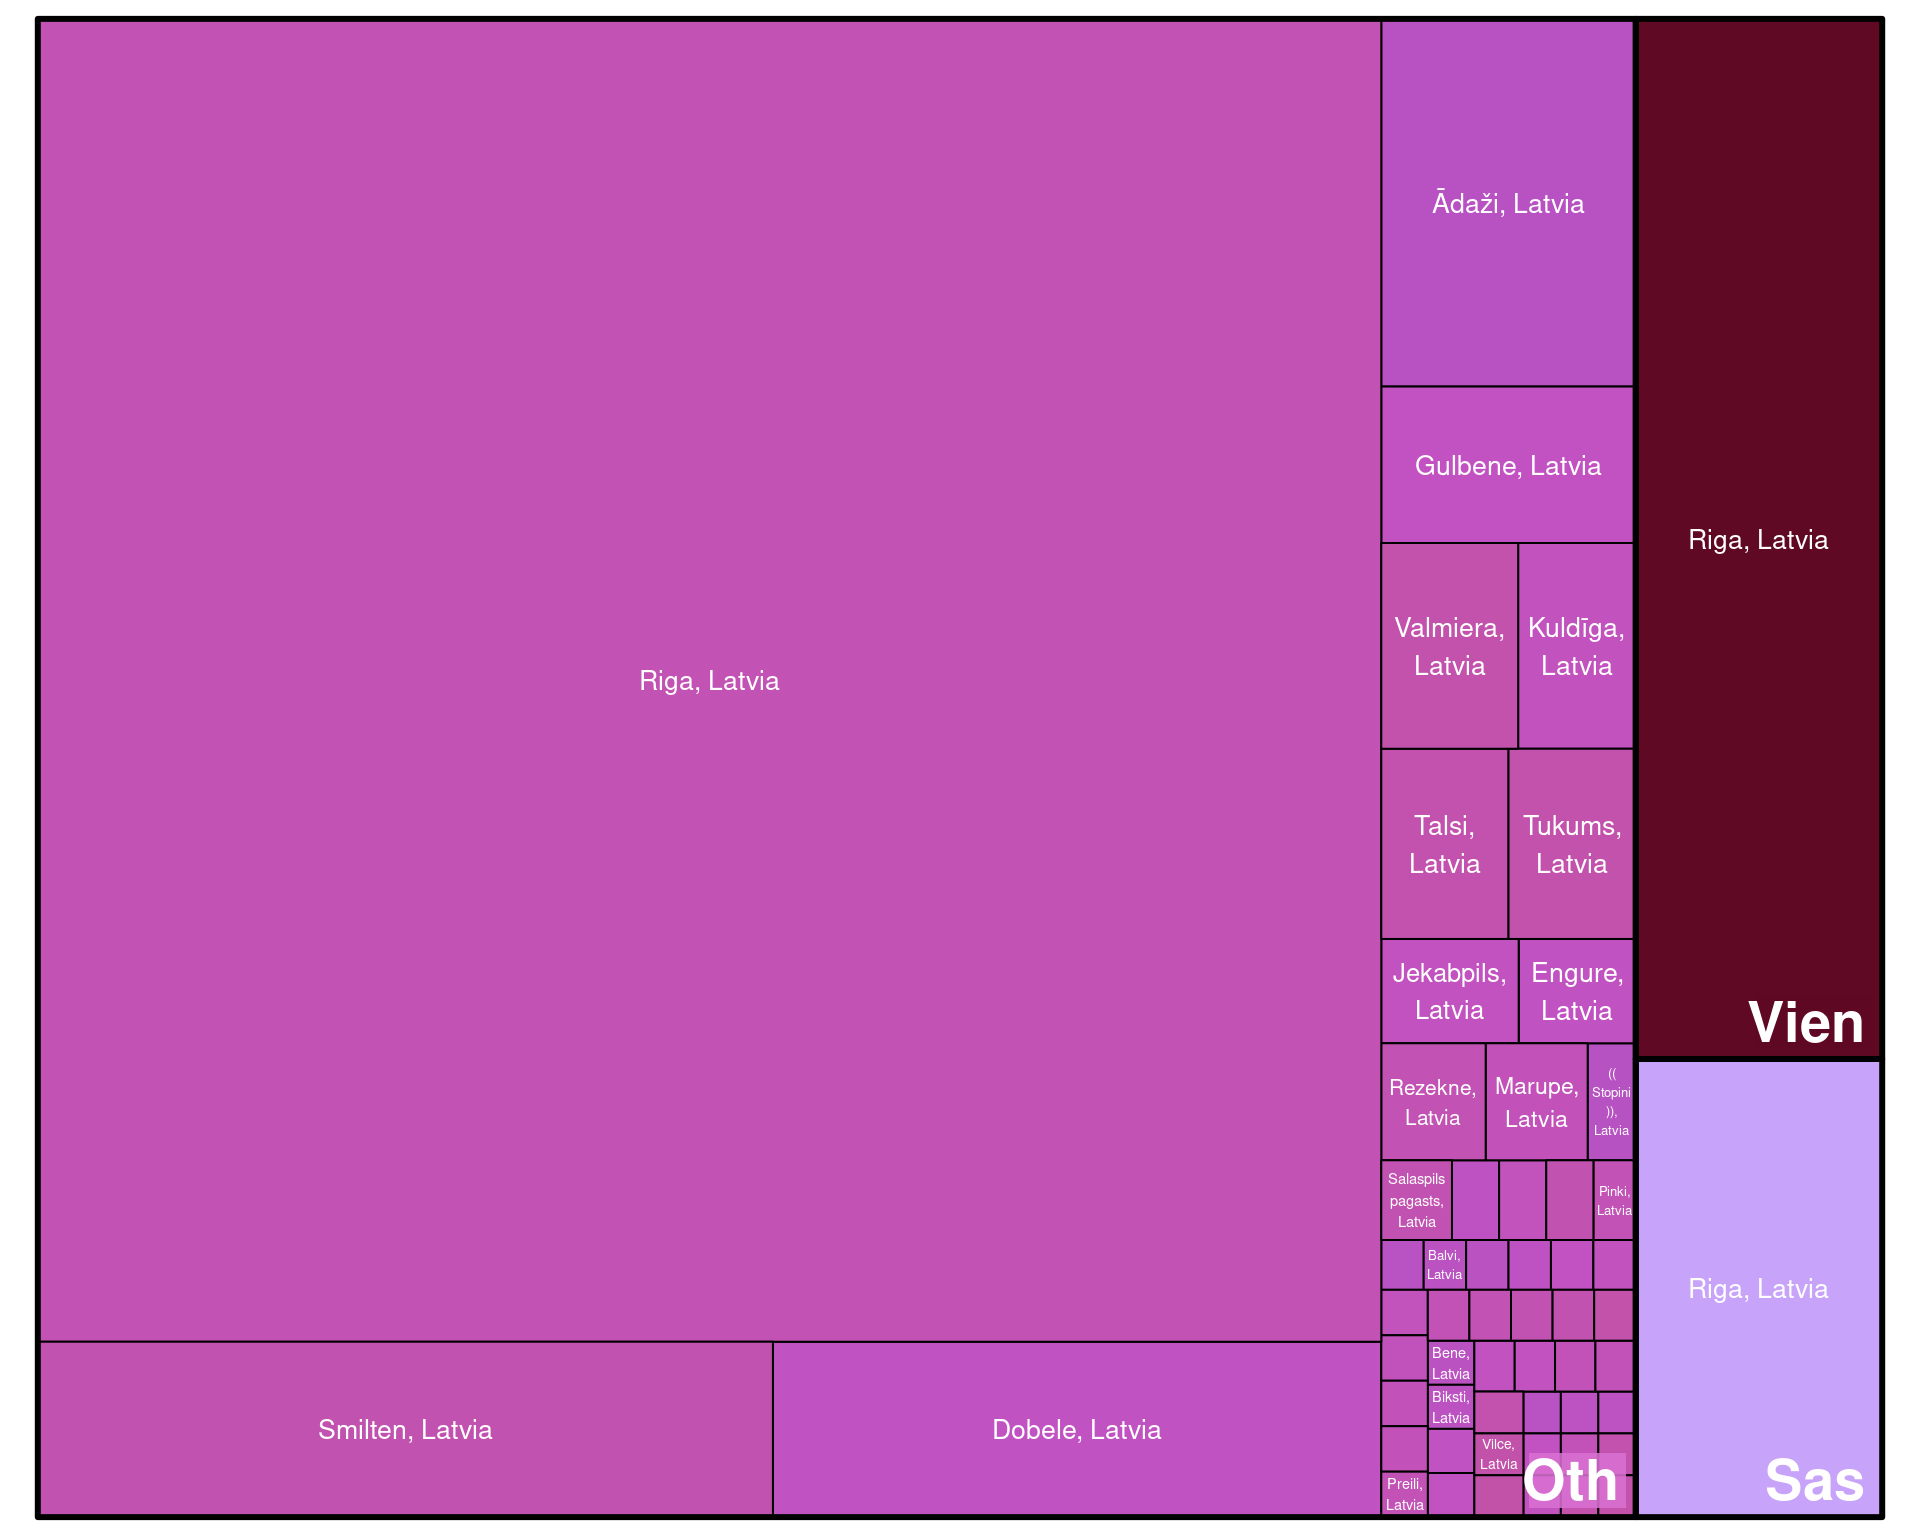 Riga, Latvia
Smilten, Latvia
Dobele, Latvia
Ādaži, Latvia
Gulbene, Latvia
Valmiera,
Latvia
Kuldīga,
Latvia
Talsi,
Latvia
Tukums,
Latvia
Jekabpils,
Latvia
Engure,
Latvia
Rezekne,
Latvia
Marupe,
Latvia
((
Stopini
)),
Latvia
Salaspils
pagasts,
Latvia
Pinki,
Latvia
Balvi,
Latvia
Bene,
Latvia
Biksti,
Latvia
Vilce,
Latvia
Preili,
Latvia
Oth
Riga, Latvia
Vien
Riga, Latvia
Sas